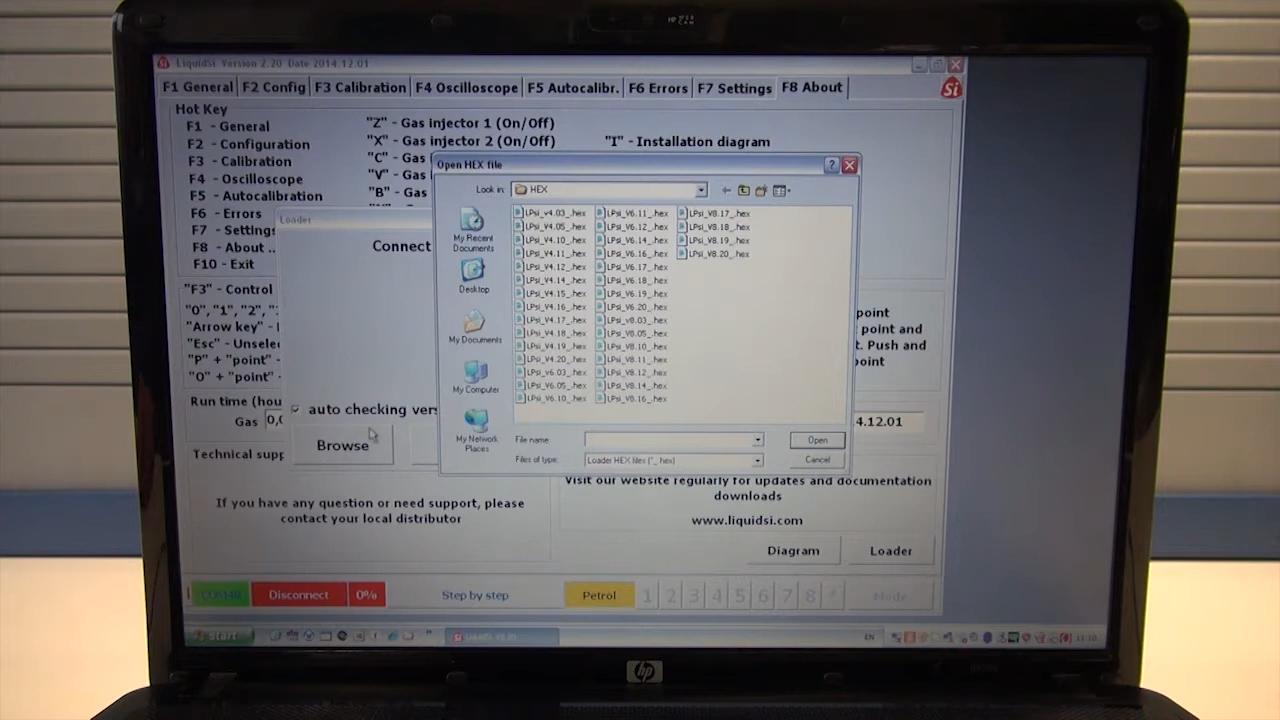 LiquidSi Version 2.20 Date 2014.12.01
F1 General F2 Config F3 Calibration F4 Oscilloscope F5 Autocalibr. F6 Errors F7 Settings F8 About
Si
Hot Key
F1 - General
F2 - Configuration
F3 - Calibration
F4 - Oscilloscope
F5 - Autocalibration
F6 - Errors
F7 - Settings
F8 - About ..
F10 - Exit
"Z" - Gas injector 1 (On/Off)
"X" - Gas injector 2 (On/Off)
"C" - Gas
"V" - Gas
"B" - Gas
"I" - Installation diagram
"F3" - Control
"0", "1", "2",
"Arrow key" -
"Esc" - Unselec
"P" + "point" -
"O" + "point" -
point
point and
t. Push and
point
Run time (hou
Gas 0,0
4.12.01
Technical supp
If you have any question or need support, please
contact your local distributor
Visit our website regularly for updates and documentation
downloads
www.liquidsi.com
Diagram Loader
Loader
Connect
auto checking vers
Browse
Open HEX file
Look in: HEX
My Recent
Documents
Desktop
My Documents
My Computer
My Network
Places
LPsi_v4.03_.hex LPsi_V6.11_.hex LPsi_V8.17_.hex
LPsi_V4.05_.hex LPsi_V6.12_.hex LPsi_V8.18_.hex
LPsi_V4.10_.hex LPsi_V6.14_.hex LPsi_V8.19_.hex
LPsi_V4.11_.hex LPsi_V6.16_.hex LPsi_V8.20_.hex
LPsi_V4.12_.hex LPsi_V6.17_.hex
LPsi_V4.14_.hex LPsi_V6.18_.hex
LPsi_V4.15_.hex LPsi_V6.19_.hex
LPsi_V4.16_.hex LPsi_V6.20_.hex
LPsi_V4.17_.hex LPsi_v8.03_.hex
LPsi_V4.18_.hex LPsi_V8.05_.hex
LPsi_V4.19_.hex LPsi_V8.10_.hex
LPsi_V4.20_.hex LPsi_V8.11_.hex
LPsi_v6.03_.hex LPsi_V8.12_.hex
LPsi_V6.05_.hex LPsi_V8.14_.hex
LPsi_V6.10_.hex LPsi_V8.16_.hex
File name: Open
Files of type: Loader HEX files (*_.hex) Cancel
Disconnect 0% Step by step Petrol 1 2 3 4 5 6 7 8 * Mode
Start EN 11:10
hp